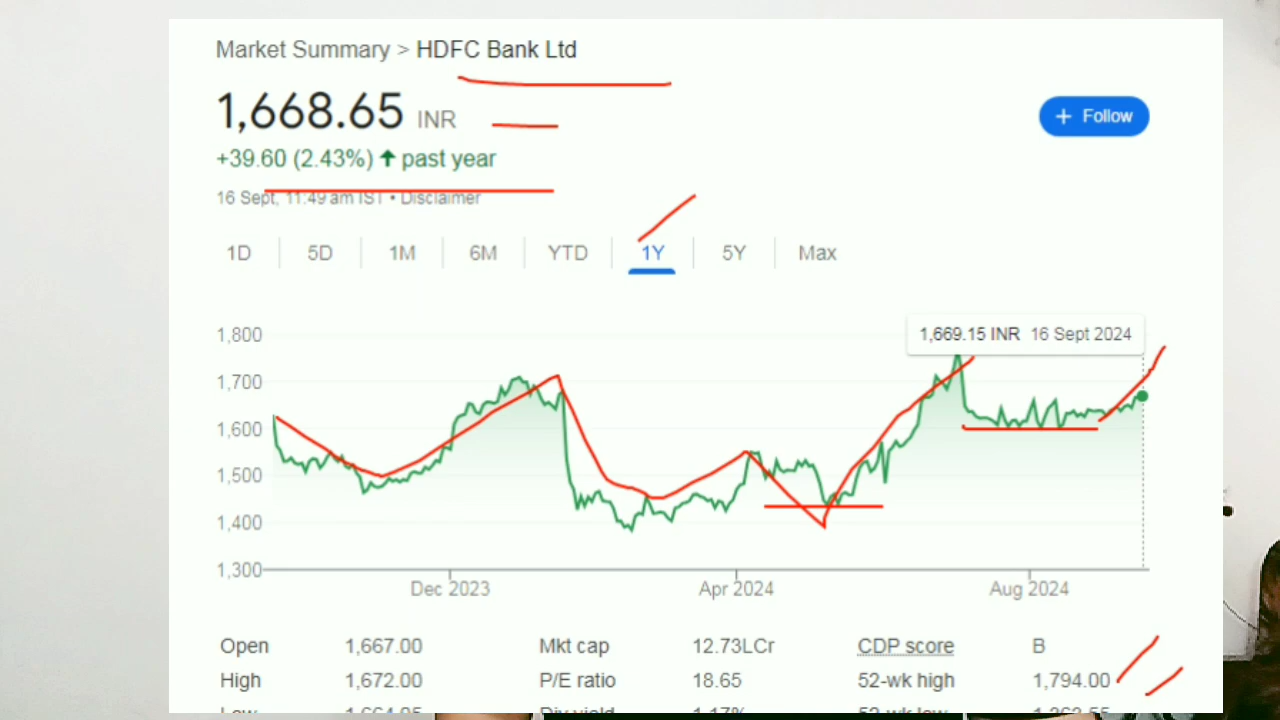 Market Summary > HDFC Bank Ltd
1,668.65 INR
+ Follow
+39.60 (2.43%) ↑ past year
16 Sept, 11:49 am IST • Disclaimer
1D 5D 1M 6M YTD 1Y 5Y Max
1,669.15 INR 16 Sept 2024
1,800
1,700
1,600
1,500
1,400
1,300
Dec 2023 Apr 2024 Aug 2024
Open 1,667.00 Mkt cap 12.73LCr CDP score B
High 1,672.00 P/E ratio 18.65 52-wk high 1,794.00